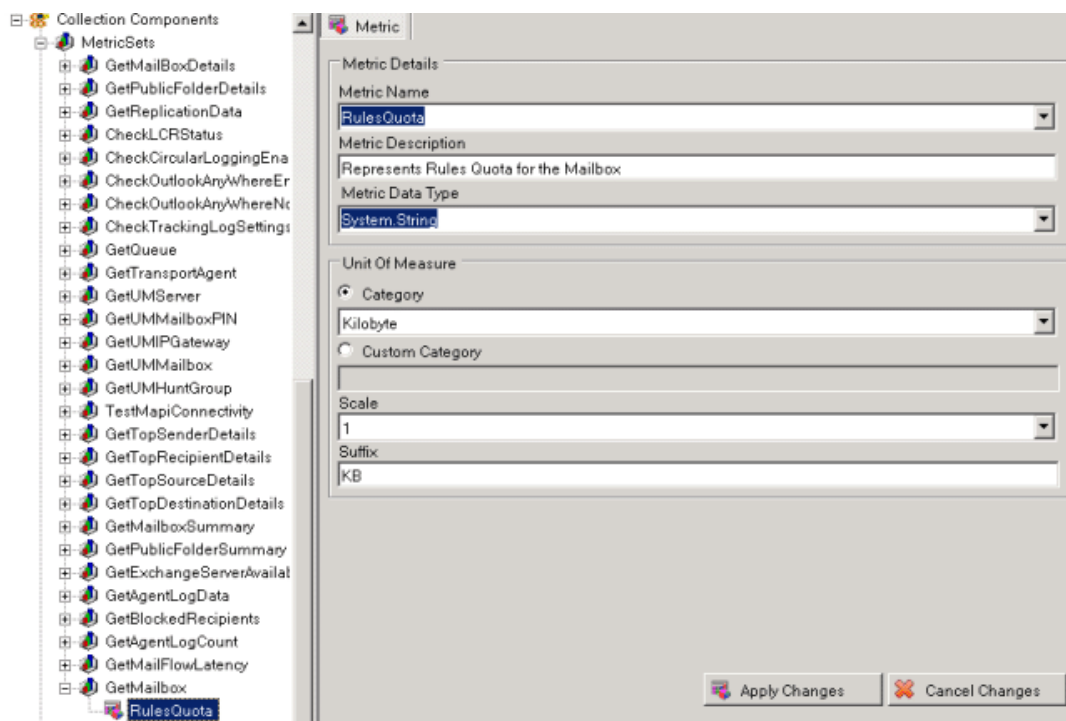 Collection Components
MetricSets
GetMailBoxDetails
GetPublicFolderDetails
GetReplicationData
CheckLCRStatus
CheckCircularLoggingEna
CheckOutlookAnyWhereEr
CheckOutlookAnyWhereNo
CheckTrackingLogSettings
GetQueue
GetTransportAgent
GetUMServer
GetUMMailboxPIN
GetUMIPGateway
GetUMMailbox
GetUMHuntGroup
TestMapiConnectivity
GetTopSenderDetails
GetTopRecipientDetails
GetTopSourceDetails
GetTopDestinationDetails
GetMailboxSummary
GetPublicFolderSummary
GetExchangeServerAvailat
GetAgentLogData
GetBlockedRecipients
GetAgentLogCount
GetMailFlowLatency
GetMailbox
RulesQuota
Metric
Metric Details
Metric Name
RulesQuota
Metric Description
Represents Rules Quota for the Mailbox
Metric Data Type
System.String
Unit Of Measure
Category
Kilobyte
Custom Category
Scale
1
Suffix
KB
Apply Changes
Cancel Changes